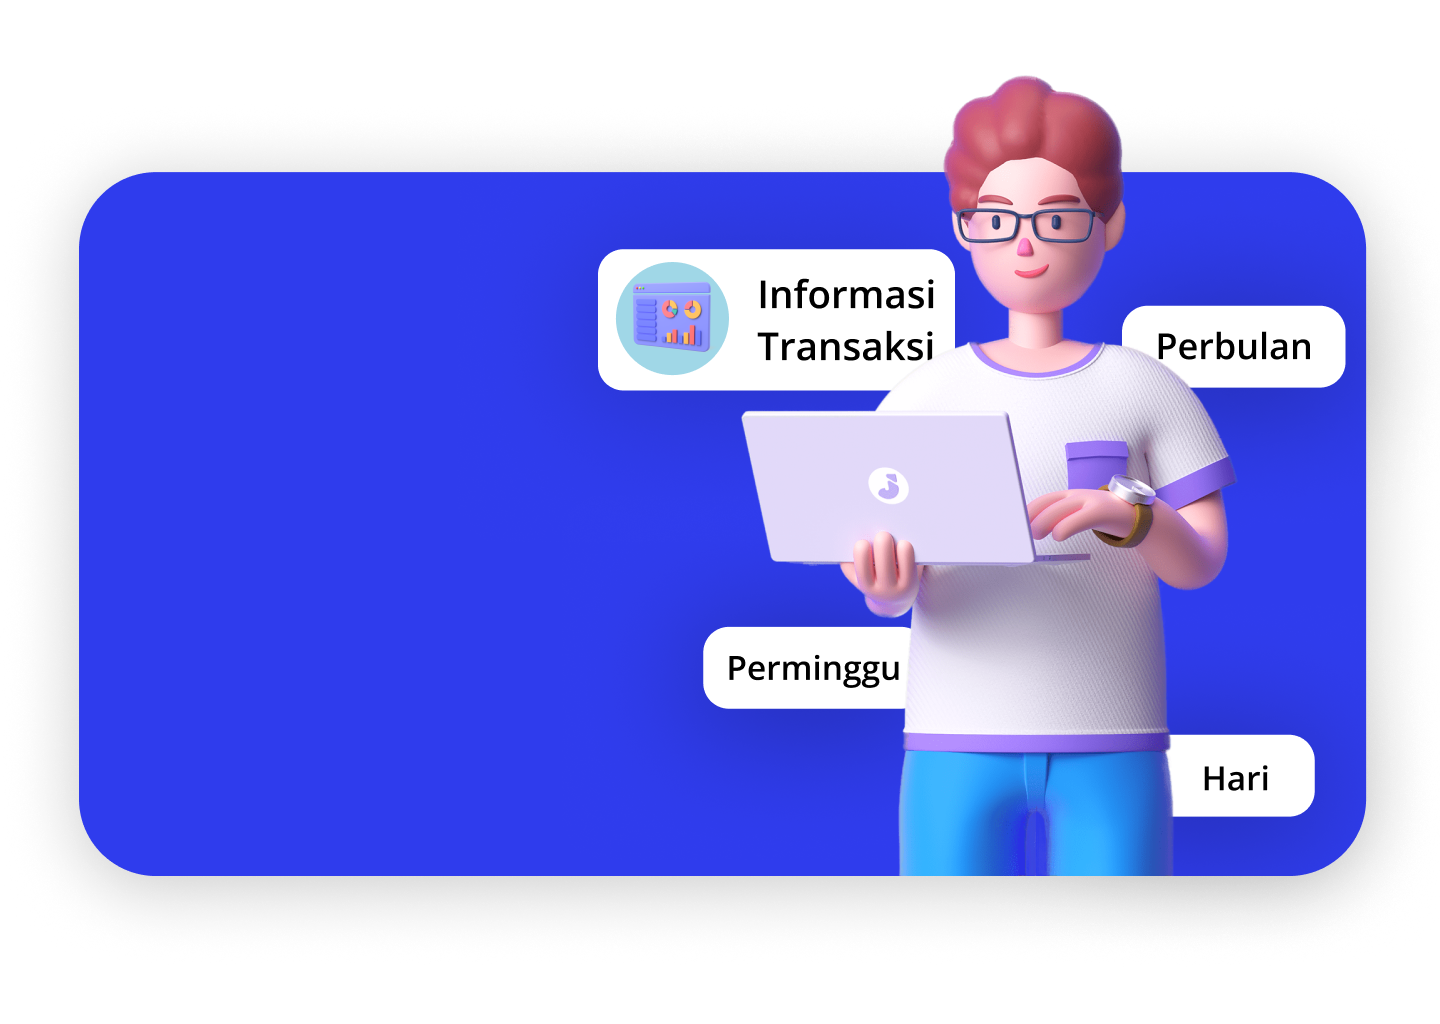 Informasi
Transaksi
Perbulan
Perminggu
Hari